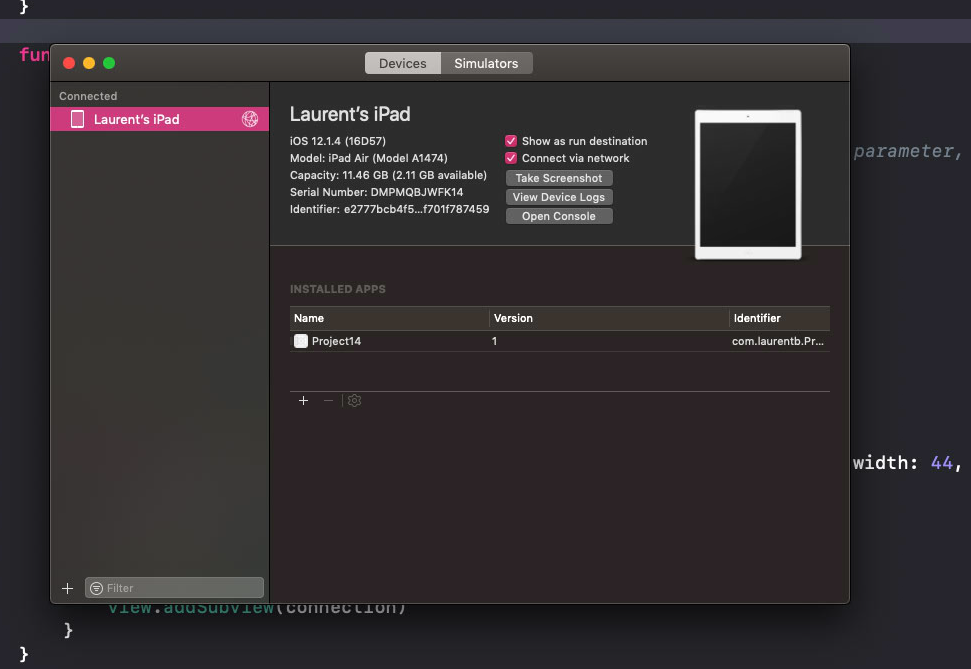 }
fun
Devices
Simulators
Connected
Laurent's iPad
Laurent's iPad
iOS 12.1.4 (16D57)
Model: iPad Air (Model A1474)
Capacity: 11.46 GB (2.11 GB available)
Serial Number: DMPMQBJWFK14
Identifier: e2777bcb4f5...f701f787459
Show as run destination
Connect via network
Take Screenshot
View Device Logs
Open Console
parameter,
INSTALLED APPS
Name Version Identifier
Project14 1 com.laurentb.Pr...
width: 44,
Filter
view.addSubview(connection)
}
}